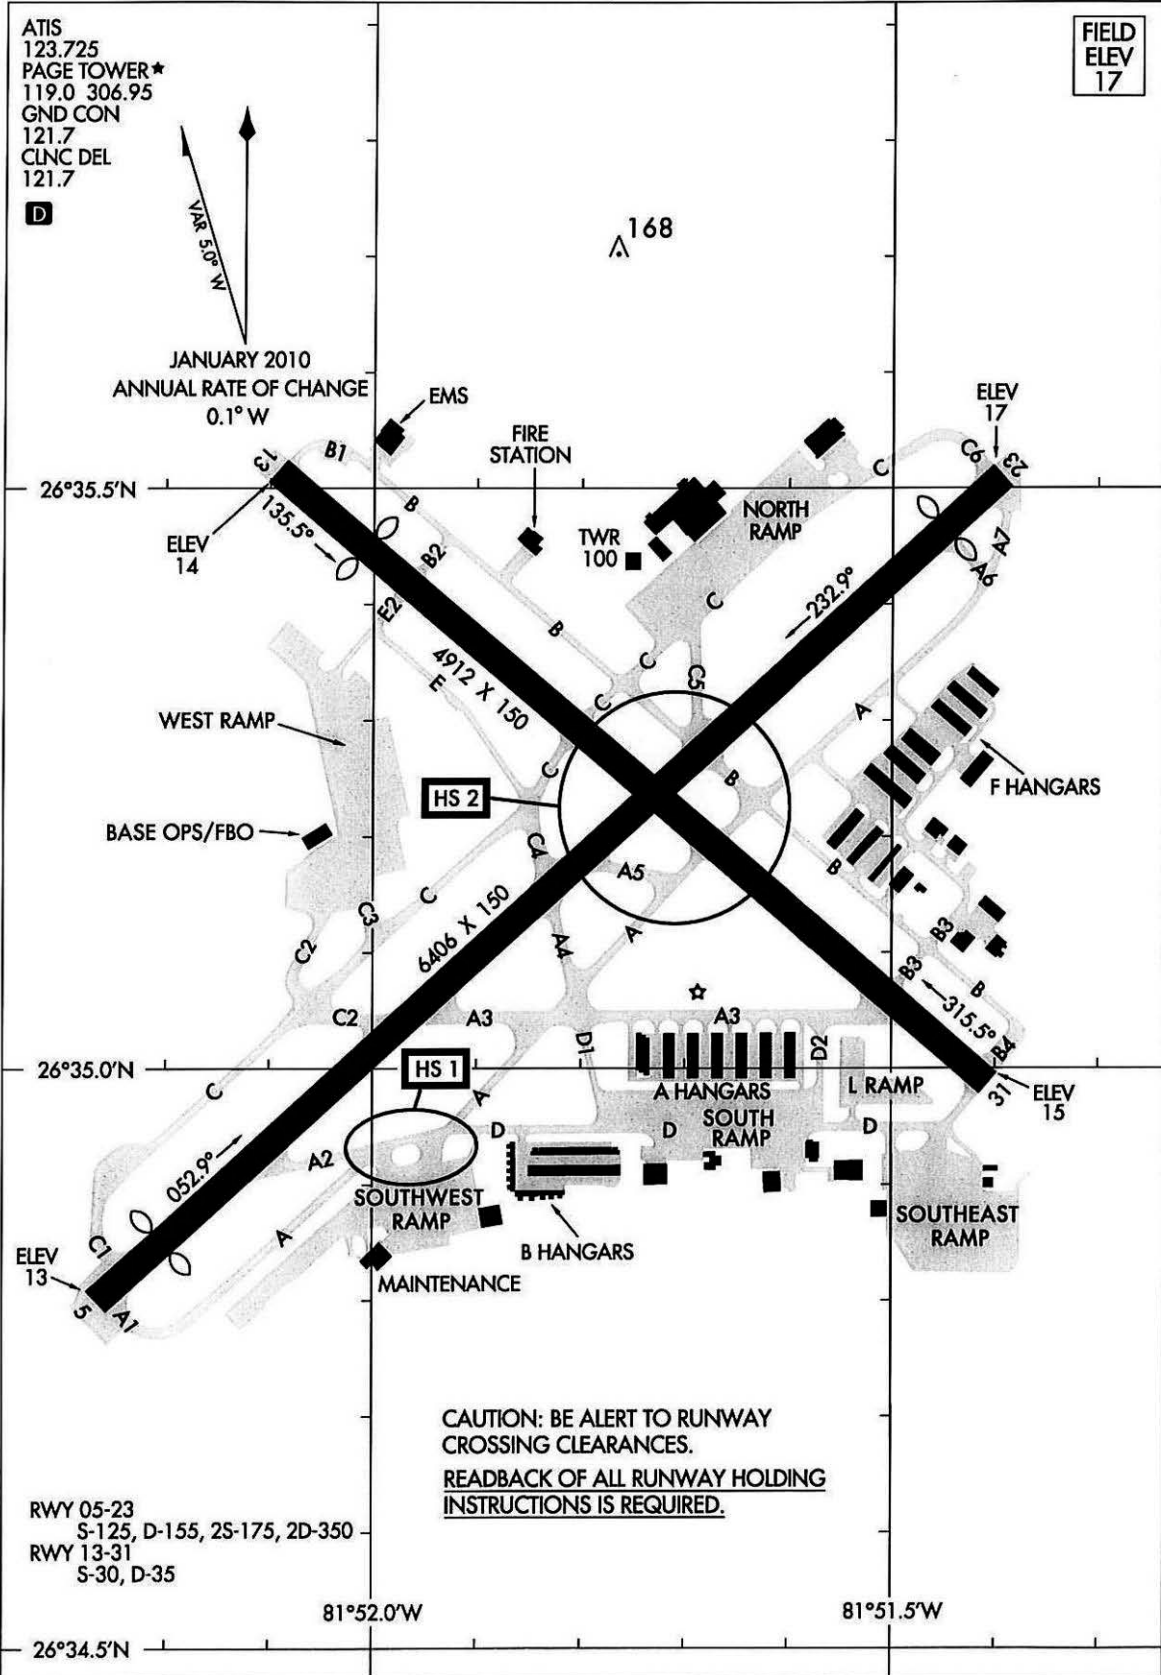 ATIS
123.725
PAGE TOWER★
119.0 306.95
GND CON
121.7
CLNC DEL
121.7
D
FIELD
ELEV
17
VAR 5.0° W
168
JANUARY 2010
ANNUAL RATE OF CHANGE
0.1° W
EMS
FIRE
STATION
ELEV
17
B1
13
C
C6
23
26°35.5'N
135.5°
B
NORTH
RAMP
ELEV
14
TWR
100
B2
A7
A6
E2
C
232.9°
B
4912 X 150
E
C
C5
C
A
WEST RAMP
C
B
F HANGARS
HS 2
BASE OPS/FBO
C4
A5
B
C
6406 X 150
C3
C2
A
A4
B3
B3
B
315.5°
C2
A3
A3
D1
D2
B4
26°35.0'N
HS 1
A HANGARS
L RAMP
31
ELEV
15
C
A
D
D
SOUTH
RAMP
D
052.9°
A2
SOUTHWEST
RAMP
SOUTHEAST
RAMP
A
B HANGARS
C1
ELEV
13
MAINTENANCE
5
A1
CAUTION: BE ALERT TO RUNWAY
CROSSING CLEARANCES.
READBACK OF ALL RUNWAY HOLDING
INSTRUCTIONS IS REQUIRED.
RWY 05-23
S-125, D-155, 2S-175, 2D-350
RWY 13-31
S-30, D-35
81°52.0'W
81°51.5'W
26°34.5'N